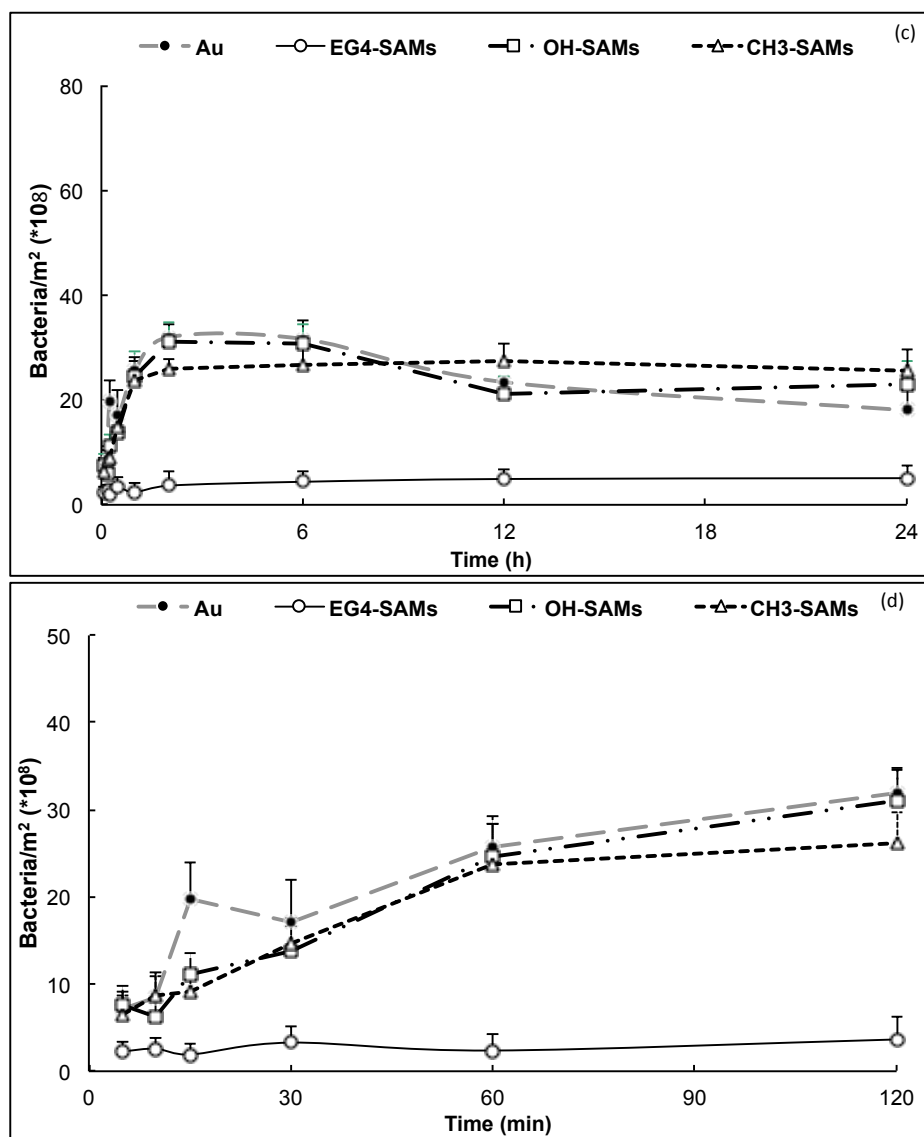 (c)
Au EG4-SAMs OH-SAMs CH3-SAMs
80
60
40
20
0
Bacteria/m² (*108)
0 6 12 18 24
Time (h)
(d)
Au EG4-SAMs OH-SAMs CH3-SAMs
50
40
30
20
10
0
Bacteria/m² (*10⁸)
0 30 60 90 120
Time (min)